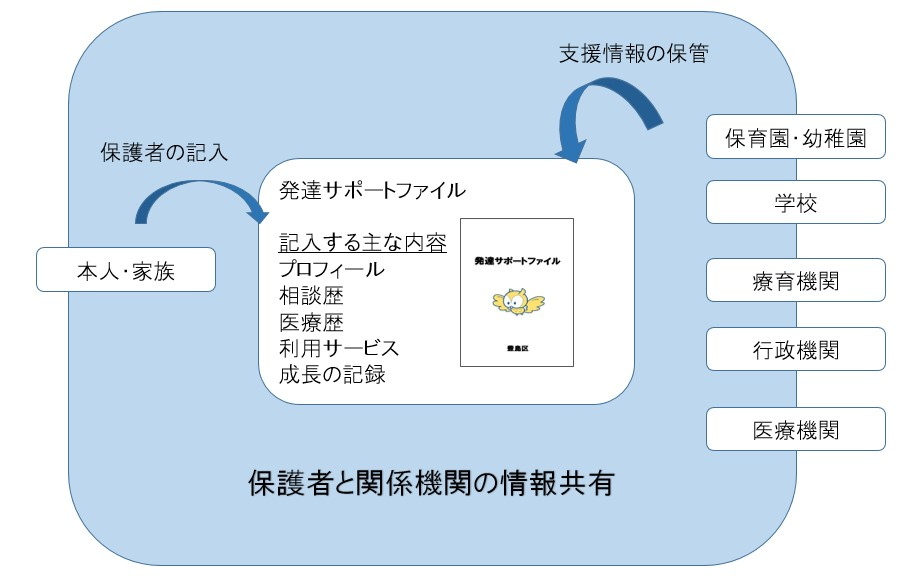 支援情報の保管
保育園・幼稚園
保護者の記入
発達サポートファイル
学校
記入する主な内容
プロフィール
相談歴
医療歴
利用サービス
成長の記録
発達サポートファイル
豊島区
本人・家族
療育機関
行政機関
医療機関
保護者と関係機関の情報共有